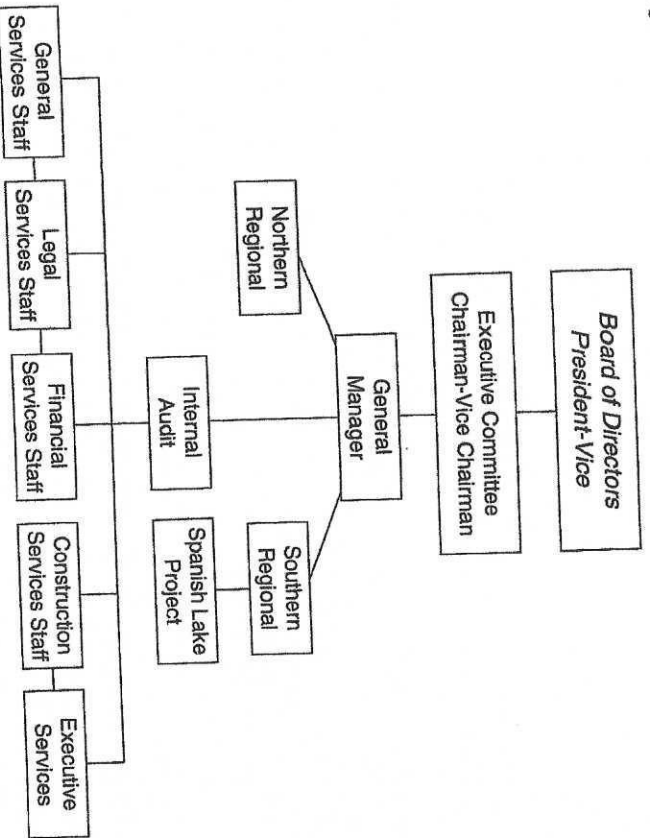 Board of Directors
President-Vice
Executive Committee
Chairman-Vice Chairman
General
Manager
Northern
Regional
Southern
Regional
Internal
Audit
Spanish Lake
Project
General
Services Staff
Legal
Services Staff
Financial
Services Staff
Construction
Services Staff
Executive
Services